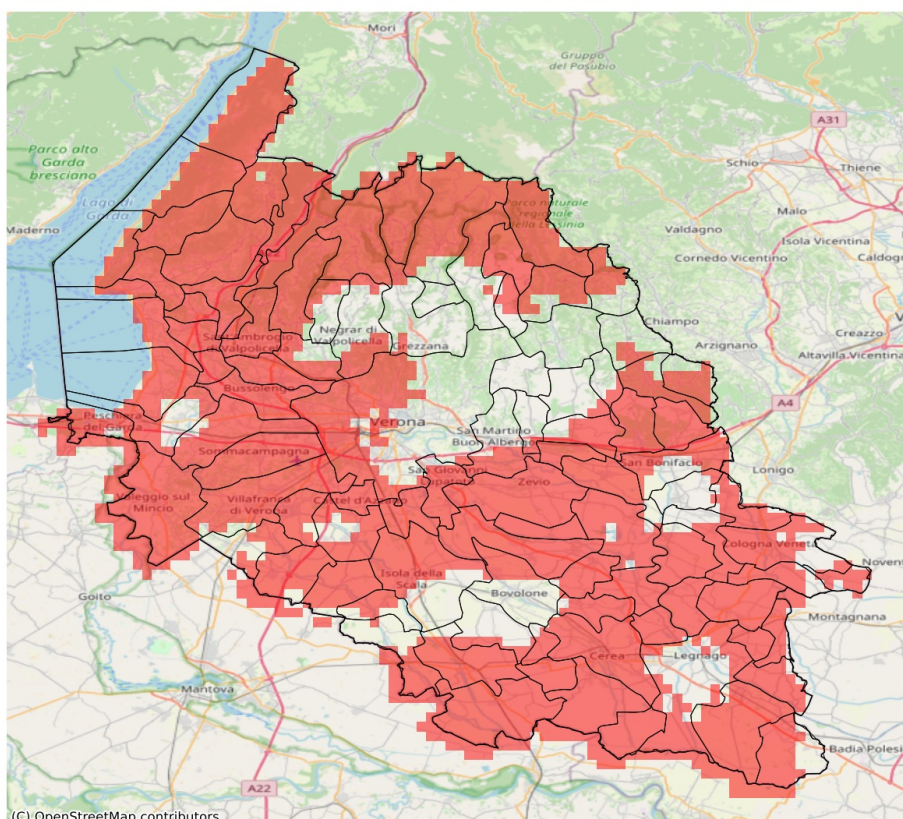 Mori
Gruppo
del Pasubio
A31
Parco alto
Garda
bresciano
Schio
Thiene
Lago di
Garda
Parco naturale
regionale
della Lessinia
Malo
Maderno
Valdagno
Isola Vicentina
Cornedo Vicentino
Caldogn
V
Chiampo
Negrar di
Valpolicella
Sant'Ambrogio
di Valpolicella
Grezzana
Arzignano
Creazzo
Altavilla Vicentina
Bussolengo
A4
Peschiera
del Garda
Verona
San Martino
Buon Albergo
Sommacampagna
San Bonifacio
Lonigo
San Giovanni
Lupatoto
Zevio
Valeggio sul
Mincio
Villafranca
di Verona
Castel d'Azzano
Cologna Veneta
Noven
Isola della
Scala
Goito
Bovolone
Montagnana
Cerea
Legnago
Mantova
Badia Polesi
A22
(C) OpenStreetMap contributors